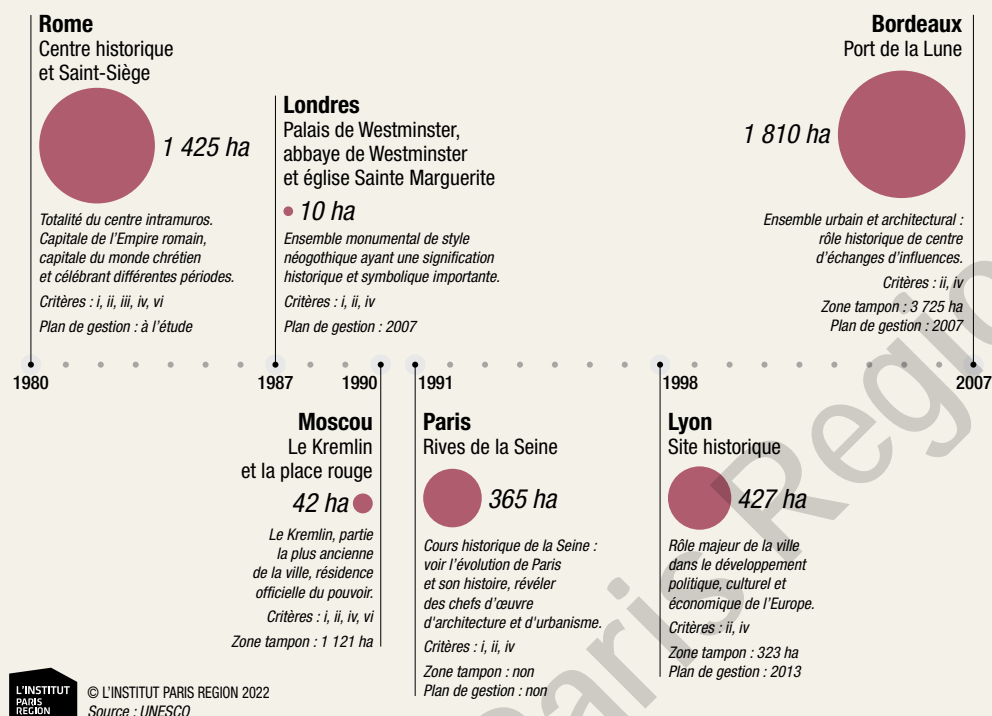 Rome
Centre historique
et Saint-Siège
1 425 ha
Totalité du centre intramuros.
Capitale de l'Empire romain,
capitale du monde chrétien
et célébrant différentes périodes.
Critères : i, ii, iii, iv, vi
Plan de gestion : à l'étude
Londres
Palais de Westminster,
abbaye de Westminster
et église Sainte Marguerite
10 ha
Ensemble monumental de style
néogothique ayant une signification
historique et symbolique importante.
Critères : i, ii, iv
Plan de gestion : 2007
Bordeaux
Port de la Lune
1 810 ha
Ensemble urbain et architectural :
rôle historique de centre
d'échanges d'influences.
Critères : ii, iv
Zone tampon : 3 725 ha
Plan de gestion : 2007
1980
1987
1990
1991
1998
2007
Moscou
Le Kremlin
et la place rouge
42 ha
Le Kremlin, partie
la plus ancienne
de la ville, résidence
officielle du pouvoir.
Critères : i, ii, iv, vi
Zone tampon : 1 121 ha
Paris
Rives de la Seine
365 ha
Cours historique de la Seine :
voir l'évolution de Paris
et son histoire, révéler
des chefs d'œuvre
d'architecture et d'urbanisme.
Critères : i, ii, iv
Zone tampon : non
Plan de gestion : non
Lyon
Site historique
427 ha
Rôle majeur de la ville
dans le développement
politique, culturel et
économique de l'Europe.
Critères : ii, iv
Zone tampon : 323 ha
Plan de gestion : 2013
L'INSTITUT
PARIS
REGION
© L'INSTITUT PARIS REGION 2022
Source : UNESCO
Paris Regio